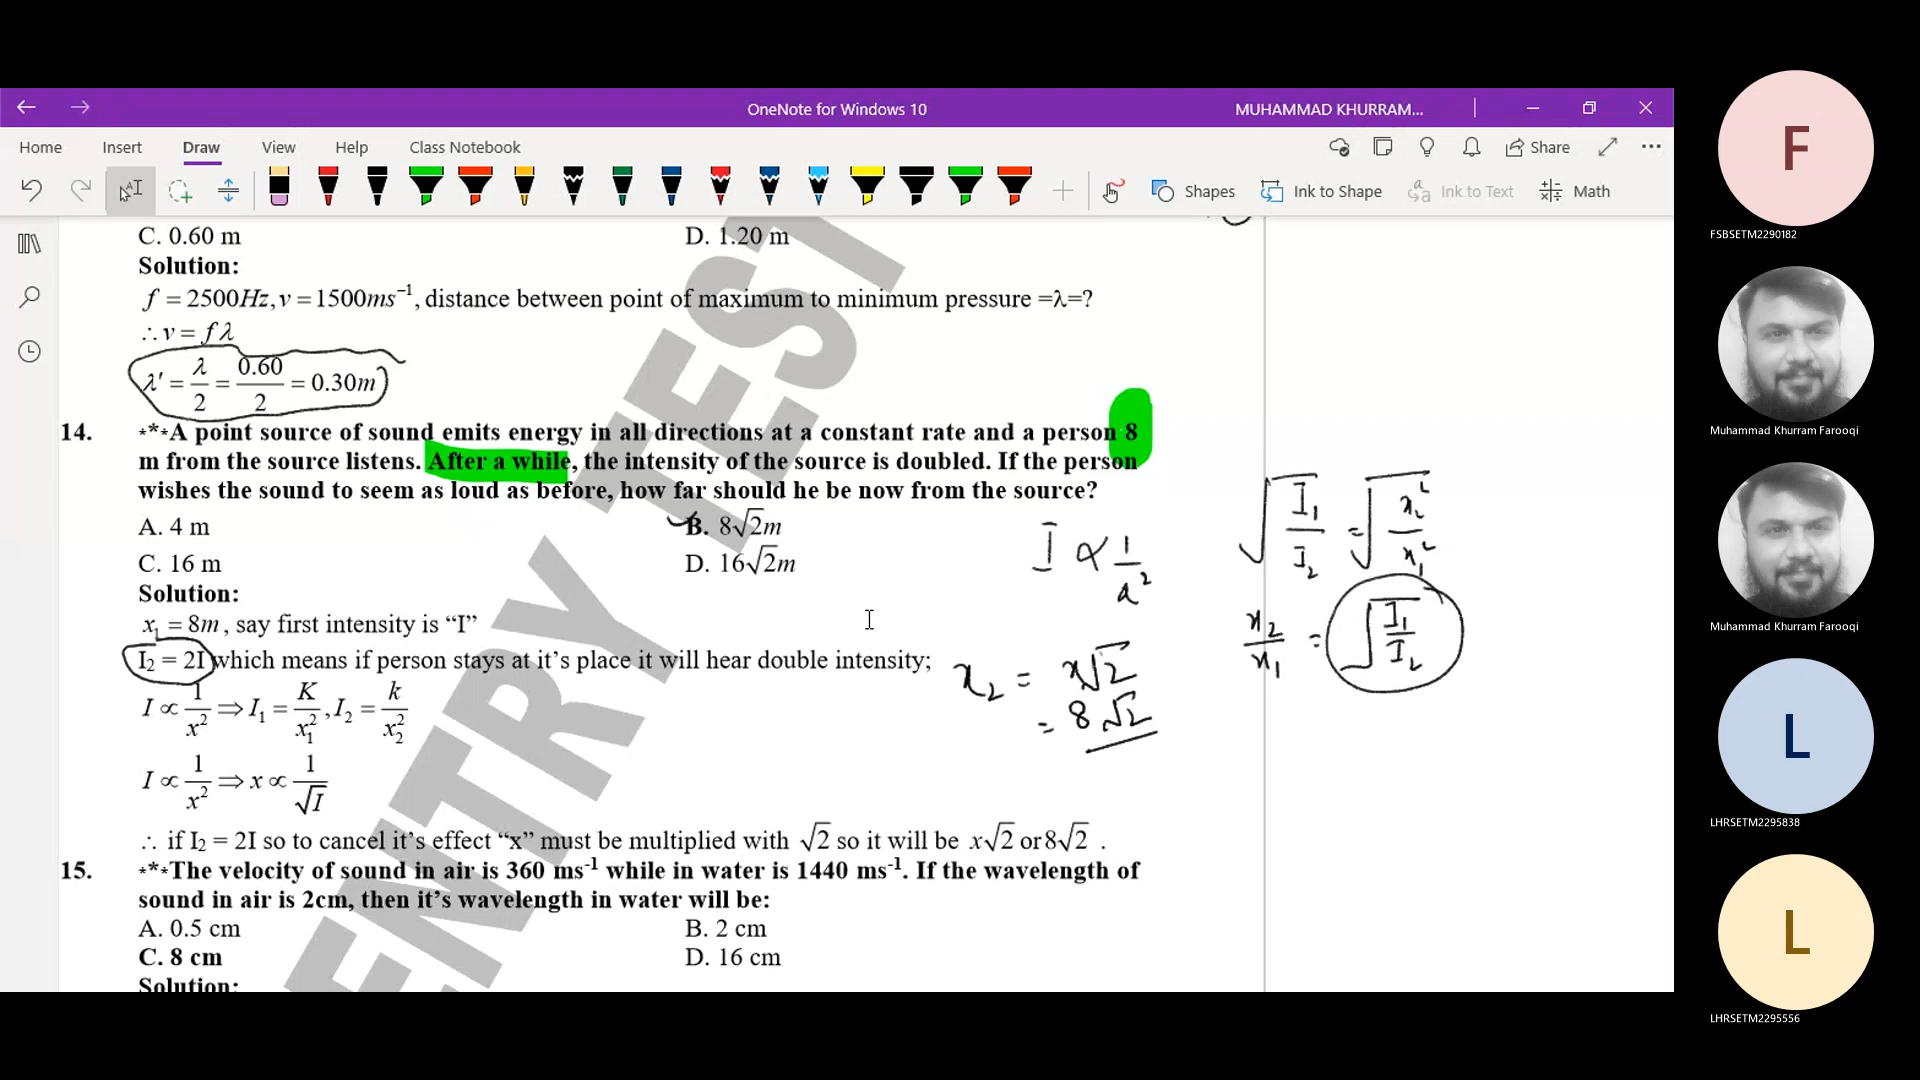 OneNote for Windows 10
MUHAMMAD KHURRAM...
Home Insert Draw View Help Class Notebook
Share
Shapes Ink to Shape Ink to Text Math
C. 0.60 m D. 1.20 m
Solution:
f = 2500Hz, v = 1500ms⁻¹, distance between point of maximum to minimum pressure =λ=?
∴ v = fλ
λ' = λ/2 = 0.60/2 = 0.30m
14. ***A point source of sound emits energy in all directions at a constant rate and a person 8
m from the source listens. After a while, the intensity of the source is doubled. If the person
wishes the sound to seem as loud as before, how far should he be now from the source?
A. 4 m B. 8√2m
C. 16 m D. 16√2m
Solution:
x₁ = 8m, say first intensity is “I”
I₂ = 2I which means if person stays at it’s place it will hear double intensity;
I ∝ 1/x² ⇒ I₁ = K/x₁², I₂ = k/x₂²
I ∝ 1/x² ⇒ x ∝ 1/√I
∴ if I₂ = 2I so to cancel it’s effect “x” must be multiplied with √2 so it will be x√2 or 8√2 .
I ∝ 1/a²
x₂ = x√2
= 8√2
√(I₁/I₂) = √(x₂²/x₁²)
x₂/x₁ = √(I₁/I₂)
15. ***The velocity of sound in air is 360 ms⁻¹ while in water is 1440 ms⁻¹. If the wavelength of
sound in air is 2cm, then it’s wavelength in water will be:
A. 0.5 cm B. 2 cm
C. 8 cm D. 16 cm
Solution:
ENTRY TEST
F
FSBSETM2290182
Muhammad Khurram Farooqi
Muhammad Khurram Farooqi
L
LHRSETM2295838
L
LHRSETM2295556